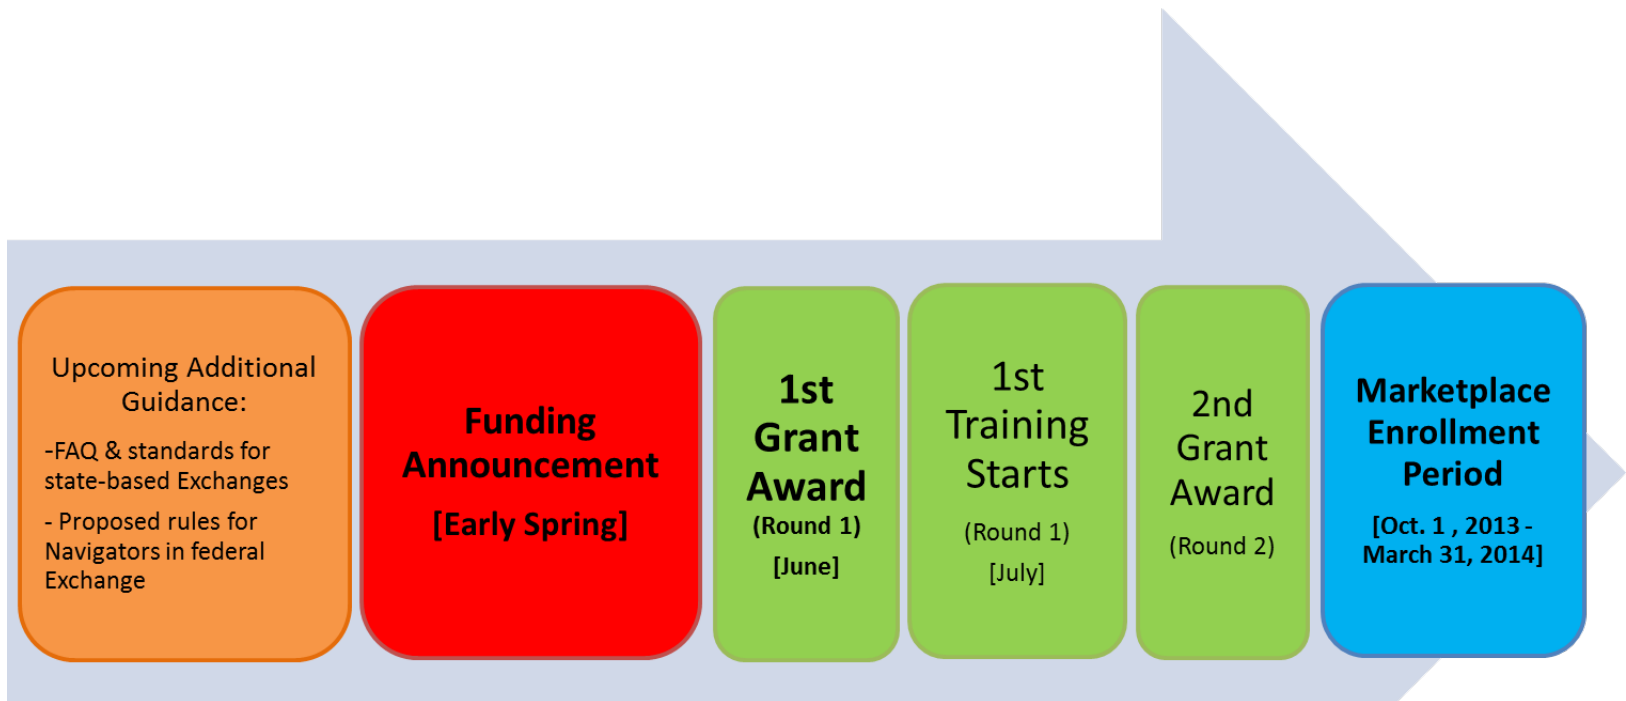 Upcoming Additional
Guidance:
-FAQ & standards for
state-based Exchanges
- Proposed rules for
Navigators in federal
Exchange
Funding
Announcement
[Early Spring]
1st
Grant
Award
(Round 1)
[June]
1st
Training
Starts
(Round 1)
[July]
2nd
Grant
Award
(Round 2)
Marketplace
Enrollment
Period
[Oct. 1 , 2013 -
March 31, 2014]